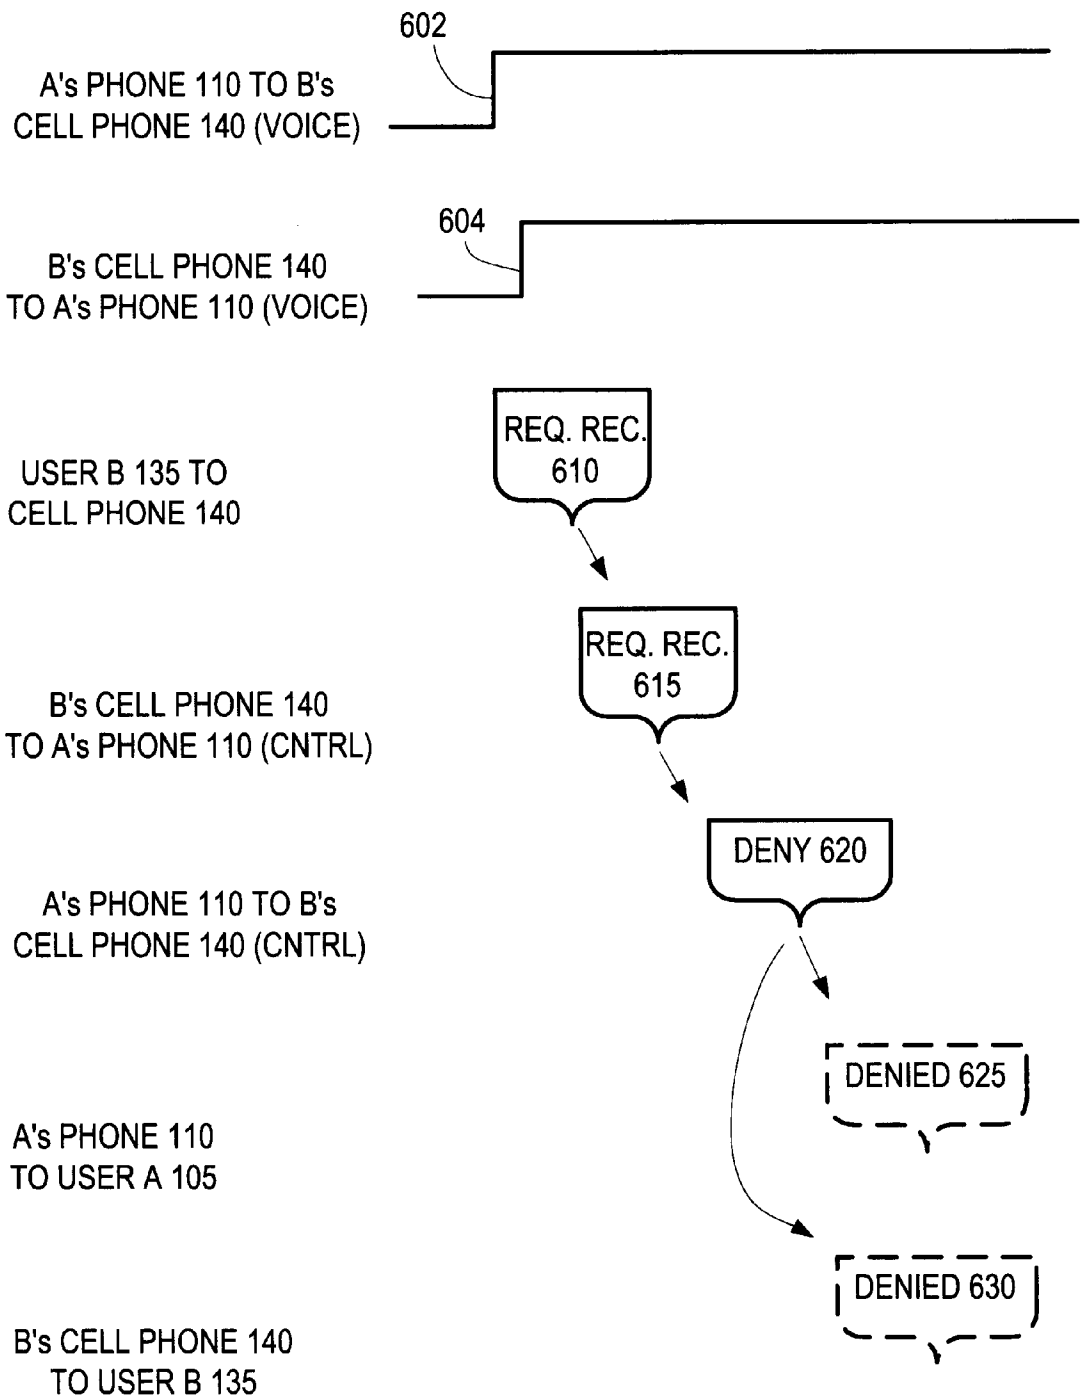 602
A's PHONE 110 TO B's
CELL PHONE 140 (VOICE)
604
B's CELL PHONE 140
TO A's PHONE 110 (VOICE)
REQ. REC.
610
USER B 135 TO
CELL PHONE 140
REQ. REC.
615
B's CELL PHONE 140
TO A's PHONE 110 (CNTRL)
DENY 620
A's PHONE 110 TO B's
CELL PHONE 140 (CNTRL)
DENIED 625
A's PHONE 110
TO USER A 105
DENIED 630
B's CELL PHONE 140
TO USER B 135